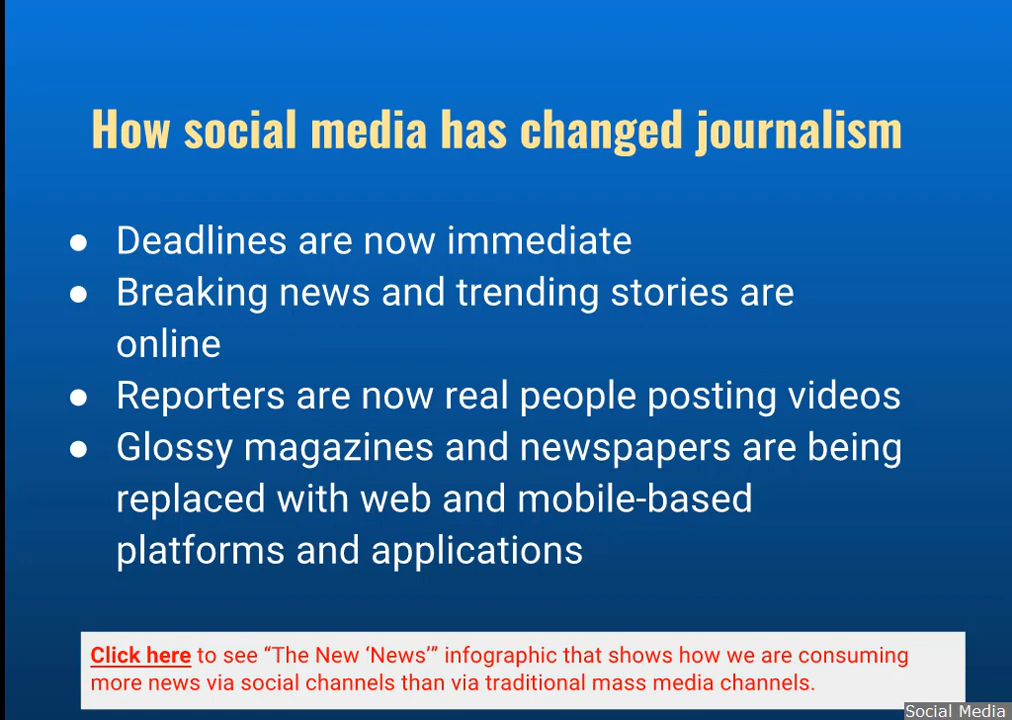 How social media has changed journalism
● Deadlines are now immediate
● Breaking news and trending stories are
online
● Reporters are now real people posting videos
● Glossy magazines and newspapers are being
replaced with web and mobile-based
platforms and applications
Click here to see “The New ‘News’” infographic that shows how we are consuming
more news via social channels than via traditional mass media channels.
Social Media